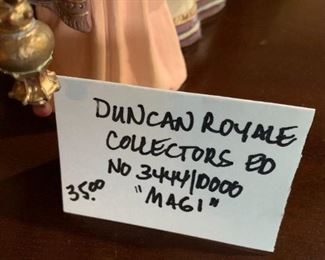 DUNCAN ROYALE
COLLECTORS ED
NO 3444/10000
"MAGI"
35.00